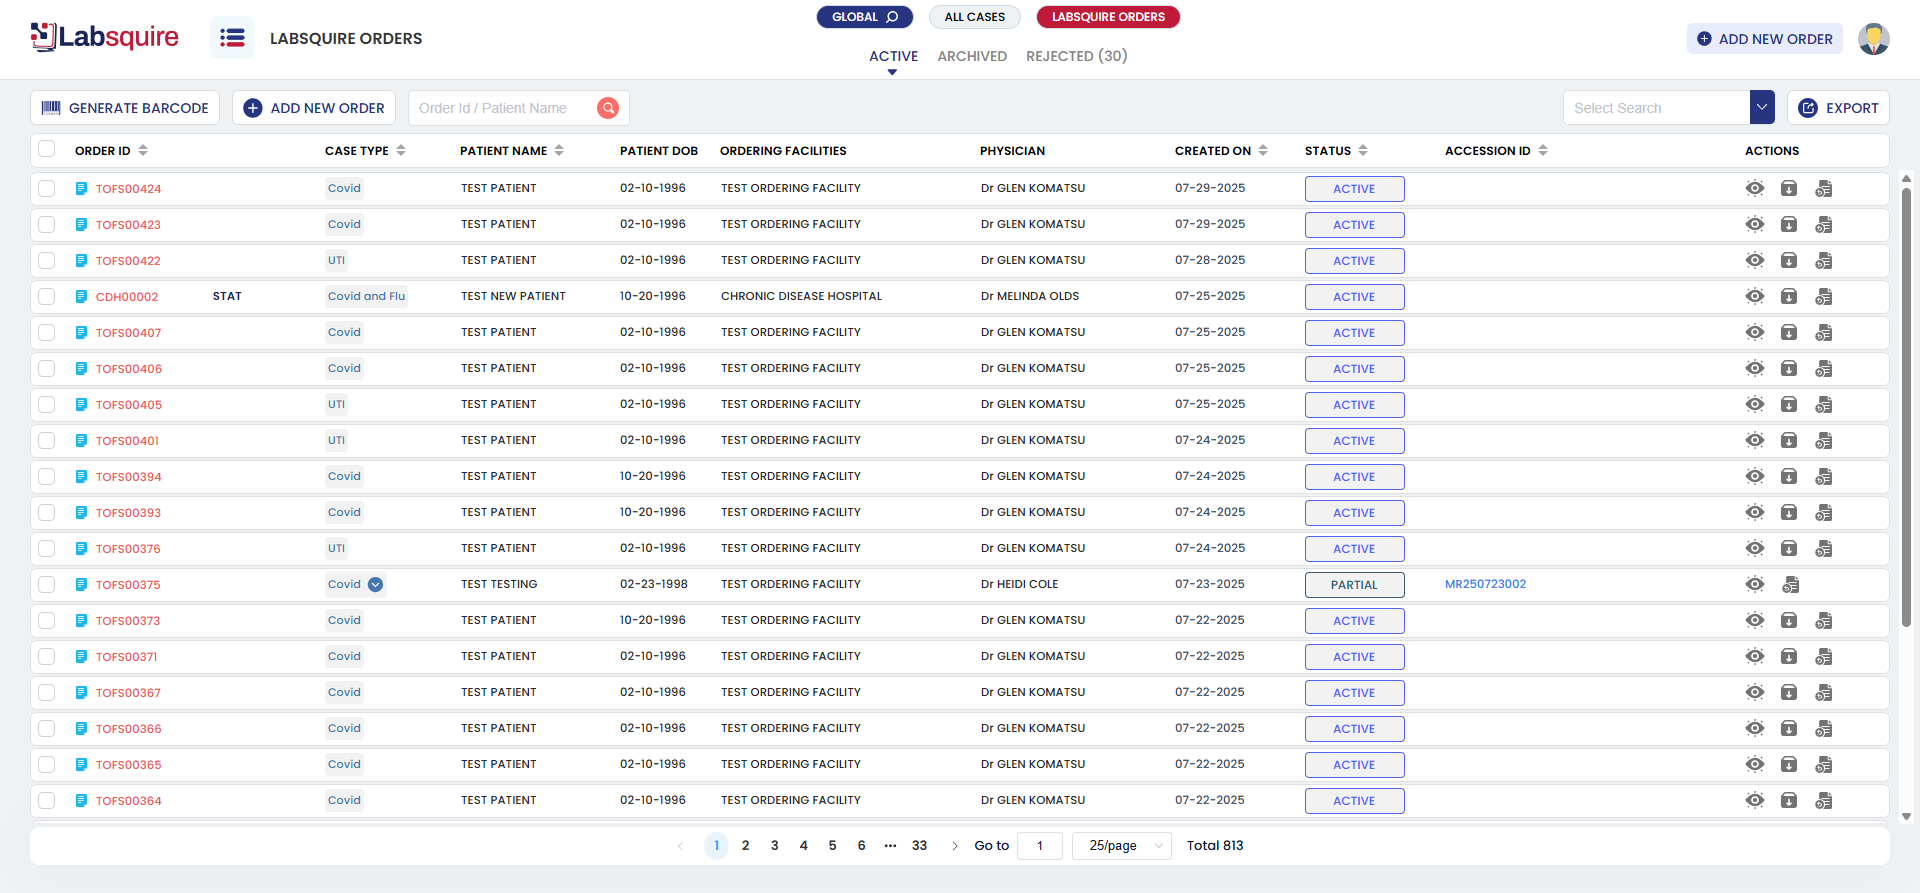 Labsquire
LABSQUIRE ORDERS
GLOBAL ALL CASES LABSQUIRE ORDERS
ACTIVE ARCHIVED REJECTED (30)
ADD NEW ORDER
GENERATE BARCODE ADD NEW ORDER Order Id / Patient Name Select Search EXPORT
ORDER ID CASE TYPE PATIENT NAME PATIENT DOB ORDERING FACILITIES PHYSICIAN CREATED ON STATUS ACCESSION ID ACTIONS
TOFS00424 Covid TEST PATIENT 02-10-1996 TEST ORDERING FACILITY Dr GLEN KOMATSU 07-29-2025 ACTIVE
TOFS00423 Covid TEST PATIENT 02-10-1996 TEST ORDERING FACILITY Dr GLEN KOMATSU 07-29-2025 ACTIVE
TOFS00422 UTI TEST PATIENT 02-10-1996 TEST ORDERING FACILITY Dr GLEN KOMATSU 07-28-2025 ACTIVE
CDH00002 STAT Covid and Flu TEST NEW PATIENT 10-20-1996 CHRONIC DISEASE HOSPITAL Dr MELINDA OLDS 07-25-2025 ACTIVE
TOFS00407 Covid TEST PATIENT 02-10-1996 TEST ORDERING FACILITY Dr GLEN KOMATSU 07-25-2025 ACTIVE
TOFS00406 Covid TEST PATIENT 02-10-1996 TEST ORDERING FACILITY Dr GLEN KOMATSU 07-25-2025 ACTIVE
TOFS00405 UTI TEST PATIENT 02-10-1996 TEST ORDERING FACILITY Dr GLEN KOMATSU 07-25-2025 ACTIVE
TOFS00401 UTI TEST PATIENT 02-10-1996 TEST ORDERING FACILITY Dr GLEN KOMATSU 07-24-2025 ACTIVE
TOFS00394 Covid TEST PATIENT 10-20-1996 TEST ORDERING FACILITY Dr GLEN KOMATSU 07-24-2025 ACTIVE
TOFS00393 Covid TEST PATIENT 10-20-1996 TEST ORDERING FACILITY Dr GLEN KOMATSU 07-24-2025 ACTIVE
TOFS00376 UTI TEST PATIENT 02-10-1996 TEST ORDERING FACILITY Dr GLEN KOMATSU 07-24-2025 ACTIVE
TOFS00375 Covid TEST TESTING 02-23-1998 TEST ORDERING FACILITY Dr HEIDI COLE 07-23-2025 PARTIAL MR250723002
TOFS00373 Covid TEST PATIENT 10-20-1996 TEST ORDERING FACILITY Dr GLEN KOMATSU 07-22-2025 ACTIVE
TOFS00371 Covid TEST PATIENT 02-10-1996 TEST ORDERING FACILITY Dr GLEN KOMATSU 07-22-2025 ACTIVE
TOFS00367 Covid TEST PATIENT 02-10-1996 TEST ORDERING FACILITY Dr GLEN KOMATSU 07-22-2025 ACTIVE
TOFS00366 Covid TEST PATIENT 02-10-1996 TEST ORDERING FACILITY Dr GLEN KOMATSU 07-22-2025 ACTIVE
TOFS00365 Covid TEST PATIENT 02-10-1996 TEST ORDERING FACILITY Dr GLEN KOMATSU 07-22-2025 ACTIVE
TOFS00364 Covid TEST PATIENT 02-10-1996 TEST ORDERING FACILITY Dr GLEN KOMATSU 07-22-2025 ACTIVE
1 2 3 4 5 6 ••• 33 Go to 1 25/page Total 813